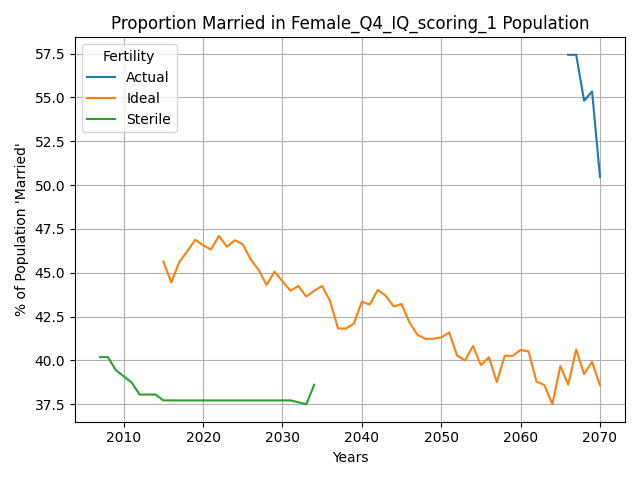 Proportion Married in Female_Q4_IQ_scoring_1 Population
Fertility
Actual
Ideal
Sterile
% of Population 'Married'
57.5
55.0
52.5
50.0
47.5
45.0
42.5
40.0
37.5
2010 2020 2030 2040 2050 2060 2070
Years